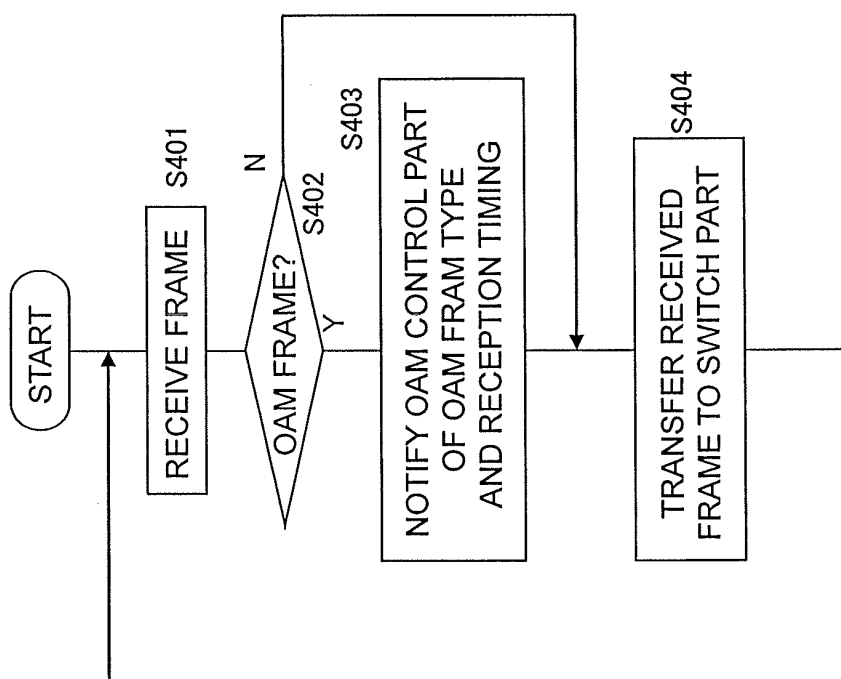 START
RECEIVE FRAME
S401
OAM FRAME?
S402
N
Y
NOTIFY OAM CONTROL PART
OF OAM FRAM TYPE
AND RECEPTION TIMING
S403
TRANSFER RECEIVED
FRAME TO SWITCH PART
S404